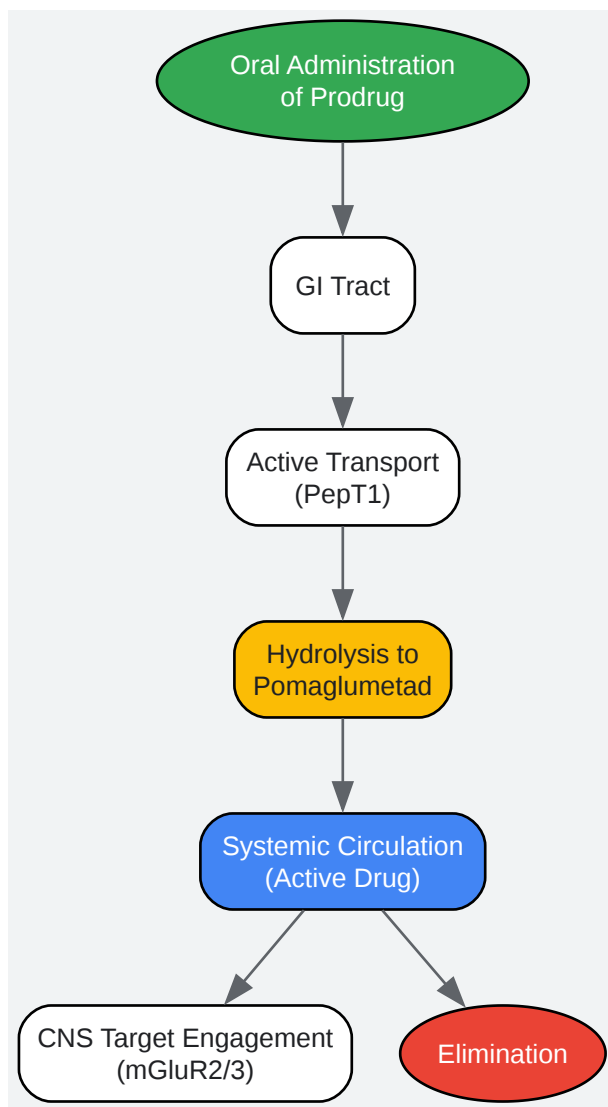 Oral Administration
of Prodrug
GI Tract
Active Transport
(PepT1)
Hydrolysis to
Pomaglumetad
Systemic Circulation
(Active Drug)
CNS Target Engagement
(mGluR2/3)
Elimination